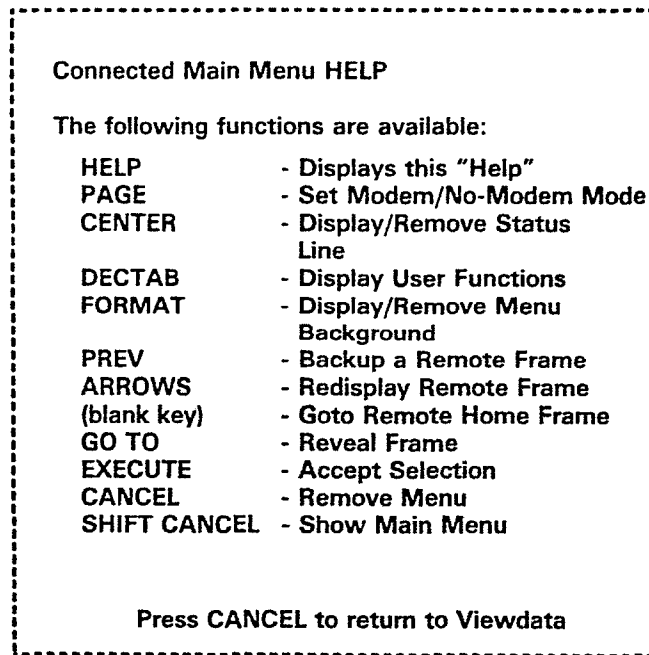 Connected Main Menu HELP
The following functions are available:
HELP - Displays this "Help"
PAGE - Set Modem/No-Modem Mode
CENTER - Display/Remove Status
Line
DECTAB - Display User Functions
FORMAT - Display/Remove Menu
Background
PREV - Backup a Remote Frame
ARROWS - Redisplay Remote Frame
(blank key) - Goto Remote Home Frame
GO TO - Reveal Frame
EXECUTE - Accept Selection
CANCEL - Remove Menu
SHIFT CANCEL - Show Main Menu
Press CANCEL to return to Viewdata